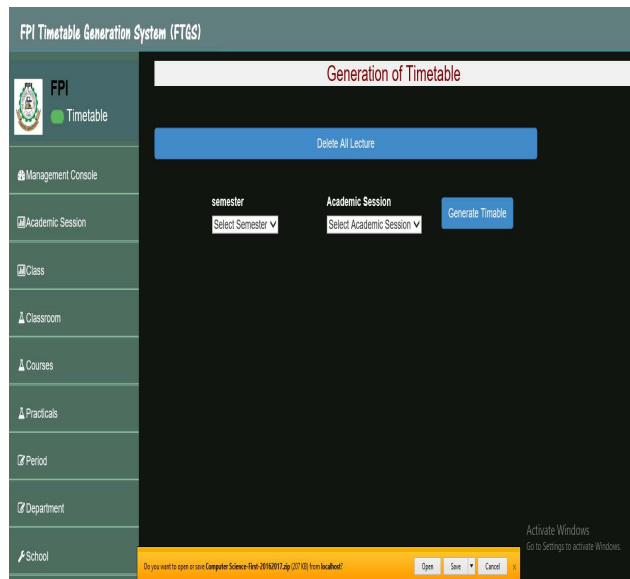 FPI Timetable Generation System (FTGS)
FPI
Timetable
Management Console
Academic Session
Class
Classroom
Courses
Practicals
Period
Department
School
Generation of Timetable
Delete All Lecture
semester
Select Semester
Academic Session
Select Academic Session
Generate Timable
Activate Windows
Go to Settings to activate Windows.
Do you want to open or save Computer Science-First-20162017.zip (207 KB) from localhost?
Open
Save
Cancel
x